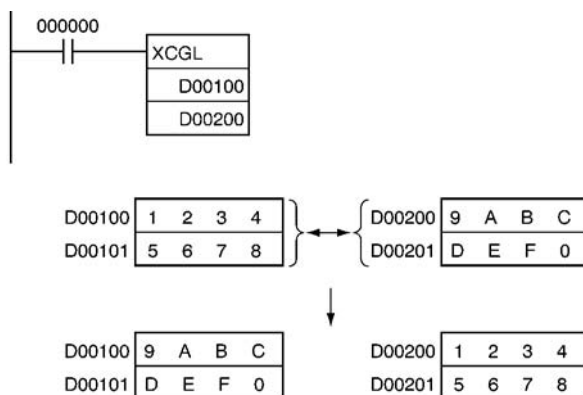 000000
XCGL
D00100
D00200
D00100 1 2 3 4 D00200 9 A B C
D00101 5 6 7 8 D00201 D E F 0
D00100 9 A B C D00200 1 2 3 4
D00101 D E F 0 D00201 5 6 7 8